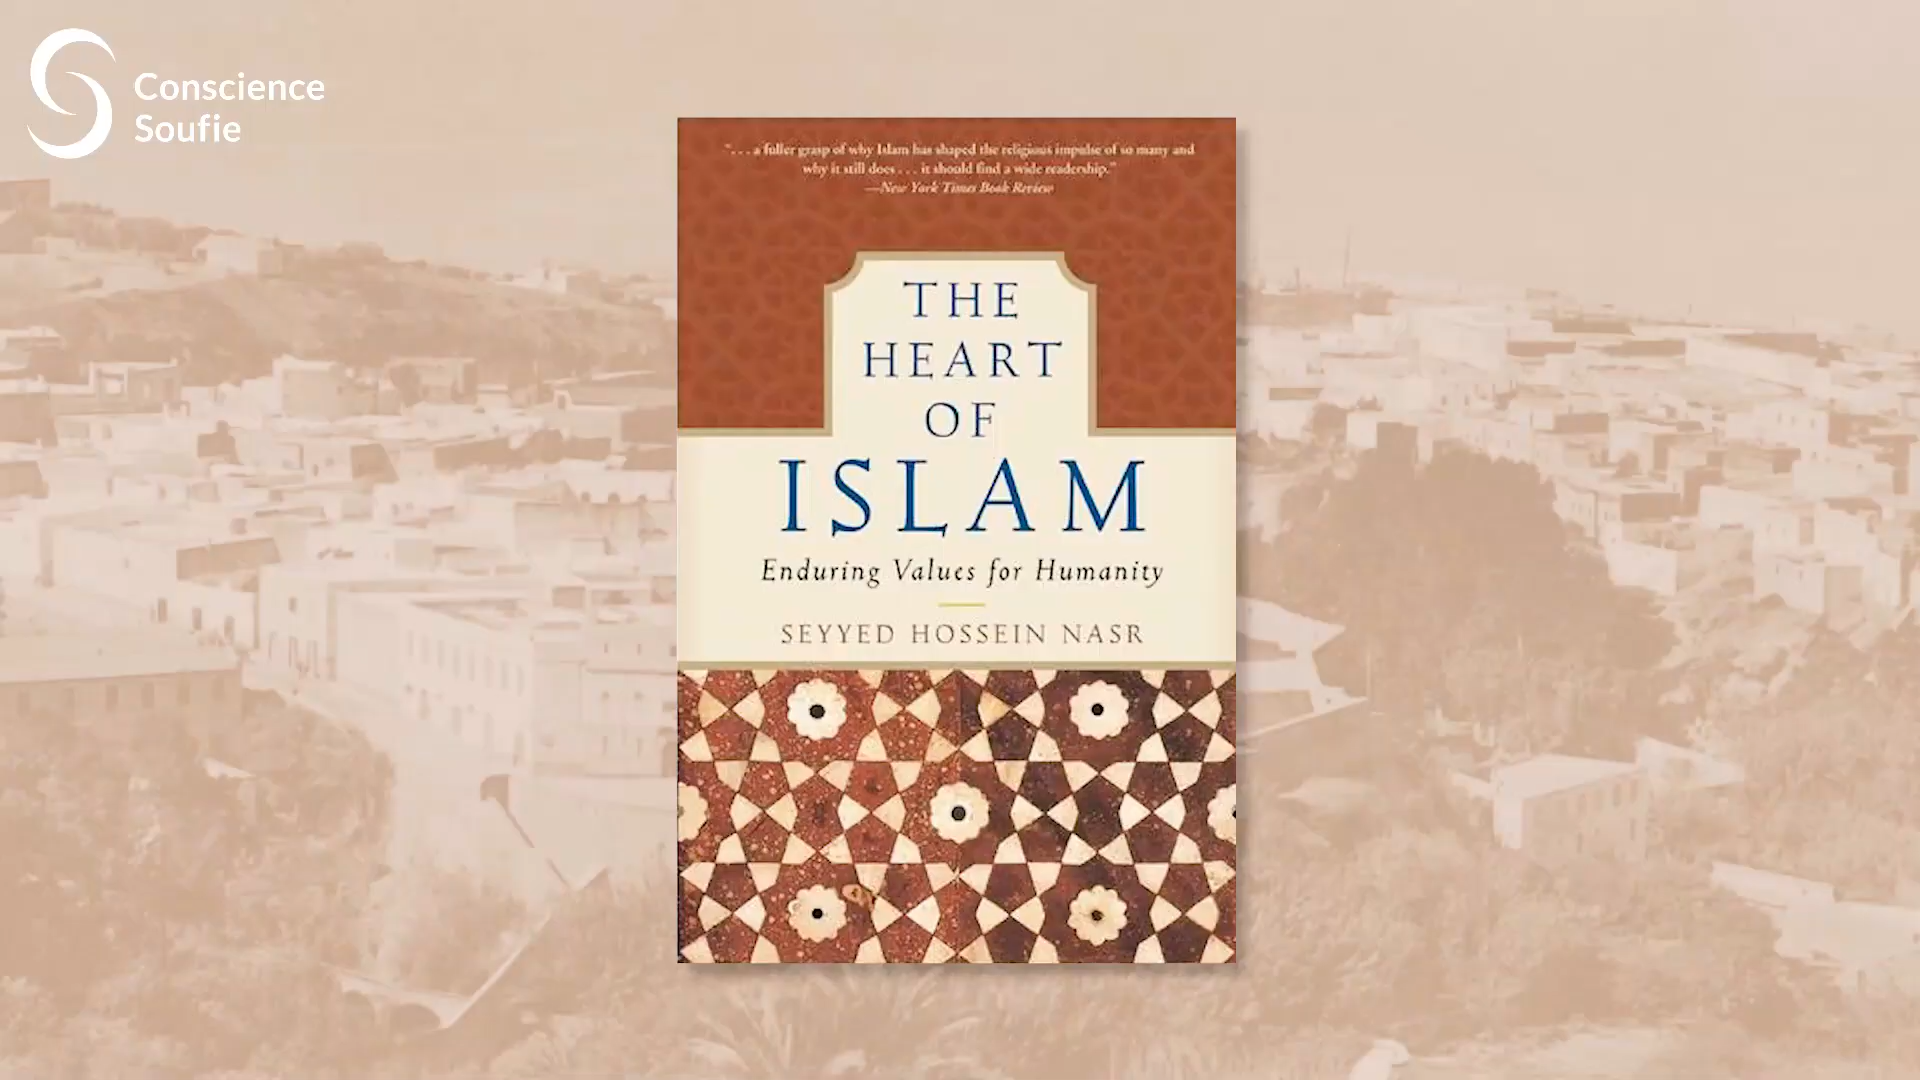 Conscience
Soufie
". . . a fuller grasp of why Islam has shaped the religious impulse of so many and
why it still does . . . it should find a wide readership."
—New York Times Book Review
THE
HEART
OF
ISLAM
Enduring Values for Humanity
SEYYED HOSSEIN NASR